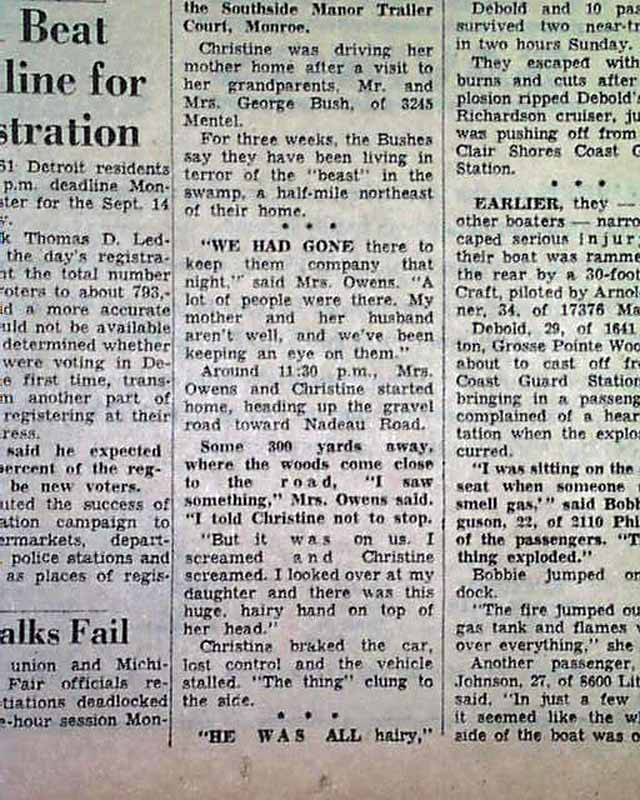 Beat
line for
stration
51 Detroit residents
p.m. deadline Mon-
ster for the Sept. 14
k Thomas D. Led-
the day's registra-
nt the total number
voters to about 793,-
id a more accurate
uld not be available
determined whether
were voting in De-
e first time, trans-
m another part of
registering at their
ress.
said he expected
percent of the reg-
be new voters.
uted the success of
ation campaign to
ermarkets, depart-
police stations and
as places of regis-
alks Fail
union and Michi-
Fair officials re-
tiations deadlocked
e-hour session Mon-
the Southside Manor Trailer
Court, Monroe.
Christine was driving her
mother home after a visit to
her grandparents, Mr. and
Mrs. George Bush, of 3245
Mentel.
For three weeks, the Bushes
say they have been living in
terror of the "beast" in the
swamp, a half-mile northeast
of their home.
• • •
"WE HAD GONE there to
keep them company that
night," said Mrs. Owens. "A
lot of people were there. My
mother and her husband
aren't well, and we've been
keeping an eye on them."
Around 11:30 p.m., Mrs.
Owens and Christine started
home, heading up the gravel
road toward Nadeau Road.
Some 300 yards away,
where the woods come close
to the road, "I saw
something," Mrs. Owens said.
"I told Christine not to stop.
"But it was on us. I
screamed and Christine
screamed. I looked over at my
daughter and there was this
huge, hairy hand on top of
her head."
Christine braked the car,
lost control and the vehicle
stalled. "The thing" clung to
the side.
• • •
"HE WAS ALL hairy,"
Debold and 10 pas
survived two near-tr
in two hours Sunday.
They escaped with
burns and cuts after
plosion ripped Debold's
Richardson cruiser, ju
was pushing off from
Clair Shores Coast G
Station.
• • •
EARLIER, they —
other boaters — narro
caped serious injur
their boat was ramme
the rear by a 30-foot
Craft, piloted by Arnol
ner, 34, of 17376 Ma
Debold, 29, of 1641
ton, Grosse Pointe Woo
about to cast off fr
Coast Guard Station
bringing in a passeng
complained of a hear
tation when the explos
curred.
"I was sitting on the
seat when someone
smell gas,'" said Bobb
guson, 22, of 2110 Phi
of the passengers. "T
thing exploded."
Bobbie jumped on
dock.
"The fire jumped ou
gas tank and flames
over everything," she
Another passenger,
Johnson, 27, of 8600 Lit
said, "In just a few
it seemed like the wh
side of the boat was o